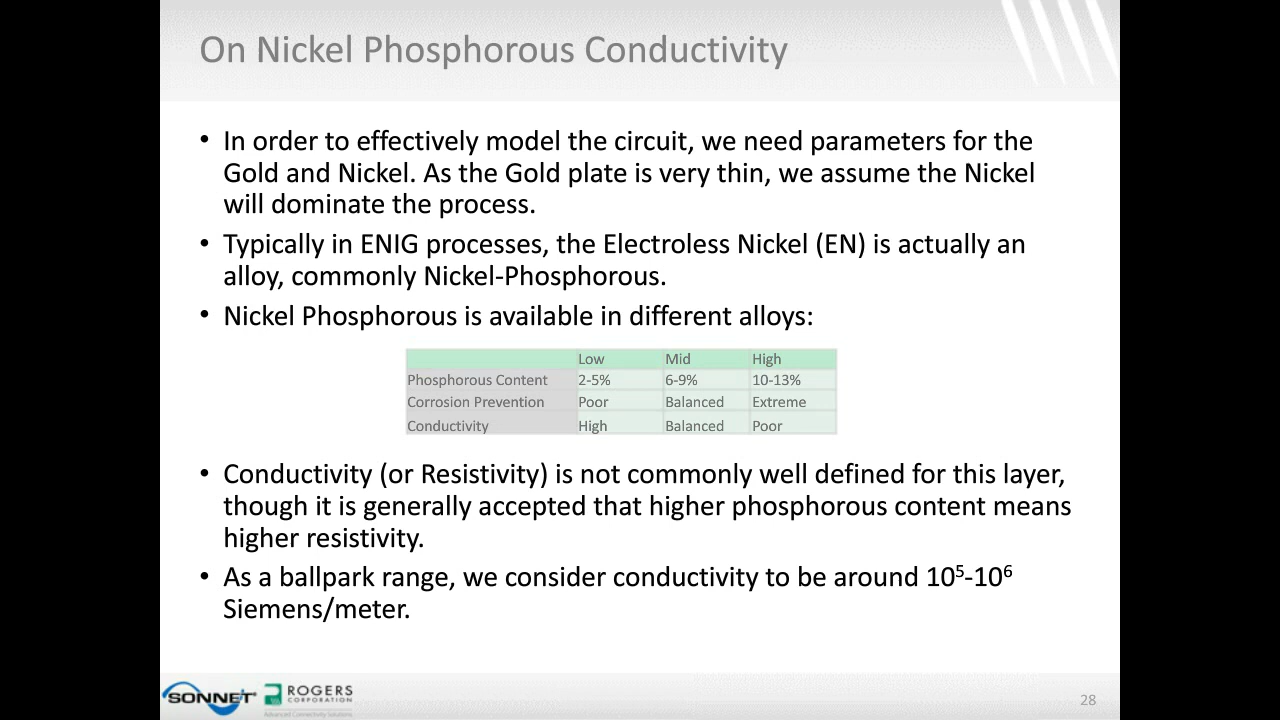 On Nickel Phosphorous Conductivity
• In order to effectively model the circuit, we need parameters for the
Gold and Nickel. As the Gold plate is very thin, we assume the Nickel
will dominate the process.
• Typically in ENIG processes, the Electroless Nickel (EN) is actually an
alloy, commonly Nickel-Phosphorous.
• Nickel Phosphorous is available in different alloys:
Low Mid High
Phosphorous Content 2-5% 6-9% 10-13%
Corrosion Prevention Poor Balanced Extreme
Conductivity High Balanced Poor
• Conductivity (or Resistivity) is not commonly well defined for this layer,
though it is generally accepted that higher phosphorous content means
higher resistivity.
• As a ballpark range, we consider conductivity to be around 10⁵-10⁶
Siemens/meter.
SONNET
ROGERS
CORPORATION
Advanced Connectivity Solutions
28